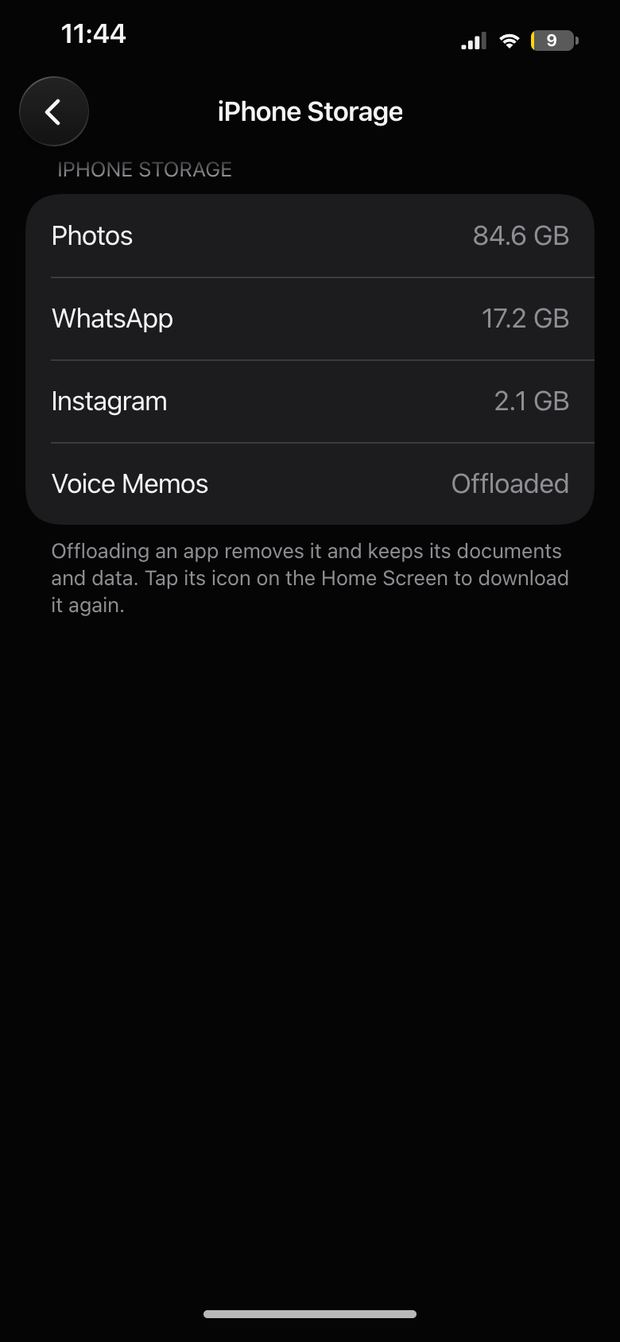 11:44
9
iPhone Storage
IPHONE STORAGE
Photos 84.6 GB
WhatsApp 17.2 GB
Instagram 2.1 GB
Voice Memos Offloaded
Offloading an app removes it and keeps its documents
and data. Tap its icon on the Home Screen to download
it again.